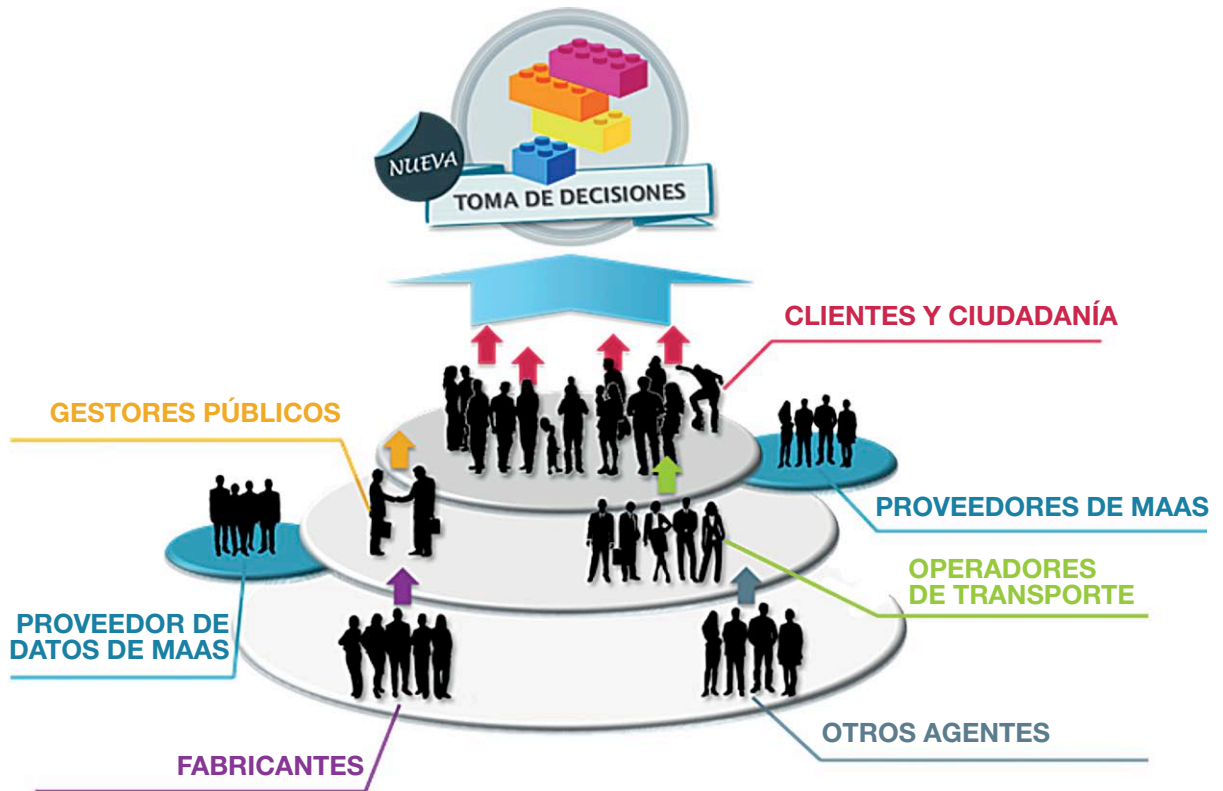 NUEVA
TOMA DE DECISIONES
CLIENTES Y CIUDADANÍA
GESTORES PÚBLICOS
PROVEEDORES DE MAAS
OPERADORES
DE TRANSPORTE
PROVEEDOR DE
DATOS DE MAAS
OTROS AGENTES
FABRICANTES